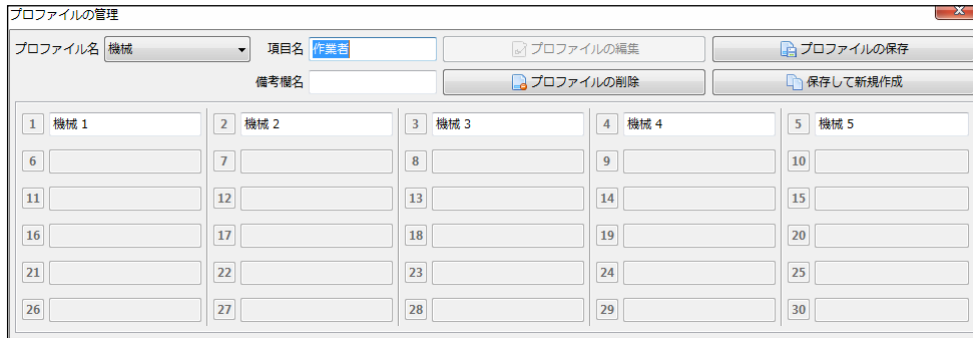 プロファイルの管理
プロファイル名 機械 項目名 作業者 プロファイルの編集 プロファイルの保存
備考欄名 プロファイルの削除 保存して新規作成
1 機械 1 2 機械 2 3 機械 3 4 機械 4 5 機械 5
6 7 8 9 10
11 12 13 14 15
16 17 18 19 20
21 22 23 24 25
26 27 28 29 30